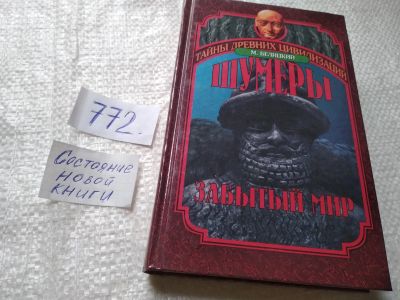 ТАЙНЫ ДРЕВНИХ ЦИВИЛИЗАЦИЙ
М. БЕЛИЦКИЙ
ШУМЕРЫ
ЗАБЫТЫЙ МИР
772.
Состояние
новой
книги